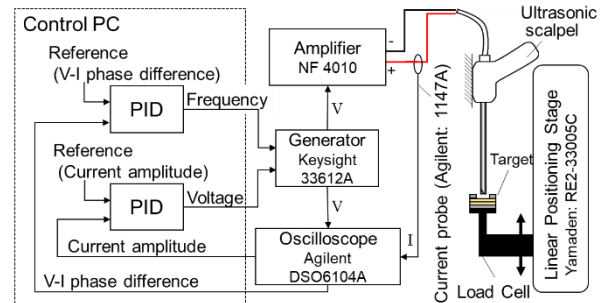 Control PC
Reference
(V-I phase difference)
PID
Frequency
Reference
(Current amplitude)
PID
Voltage
Current amplitude
V-I phase difference
Amplifier
NF 4010
-
+
V
Generator
Keysight
33612A
V
Oscilloscope
Agilent
DSO6104A
I
Current probe (Agilent: 1147A)
Ultrasonic
scalpel
Target
Load Cell
Linear Positioning Stage
Yamaden: RE2-33005C